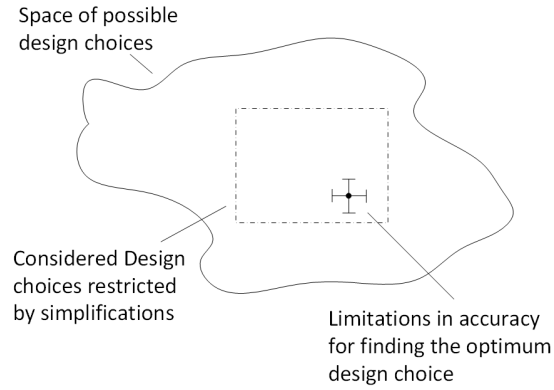 Space of possible
design choices
Considered Design
choices restricted
by simplifications
Limitations in accuracy
for finding the optimum
design choice